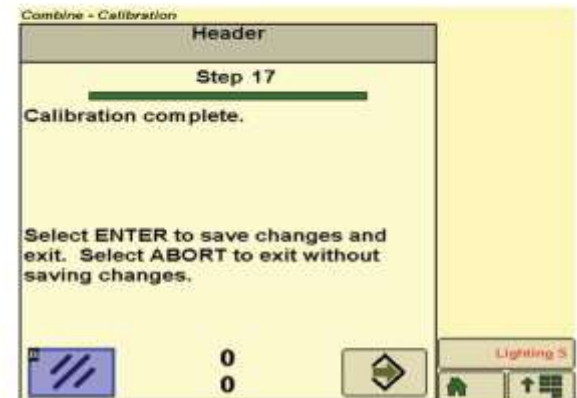 Combine - Calibration
Header
Step 17
Calibration complete.
Select ENTER to save changes and
exit. Select ABORT to exit without
saving changes.
0
0
Lighting S